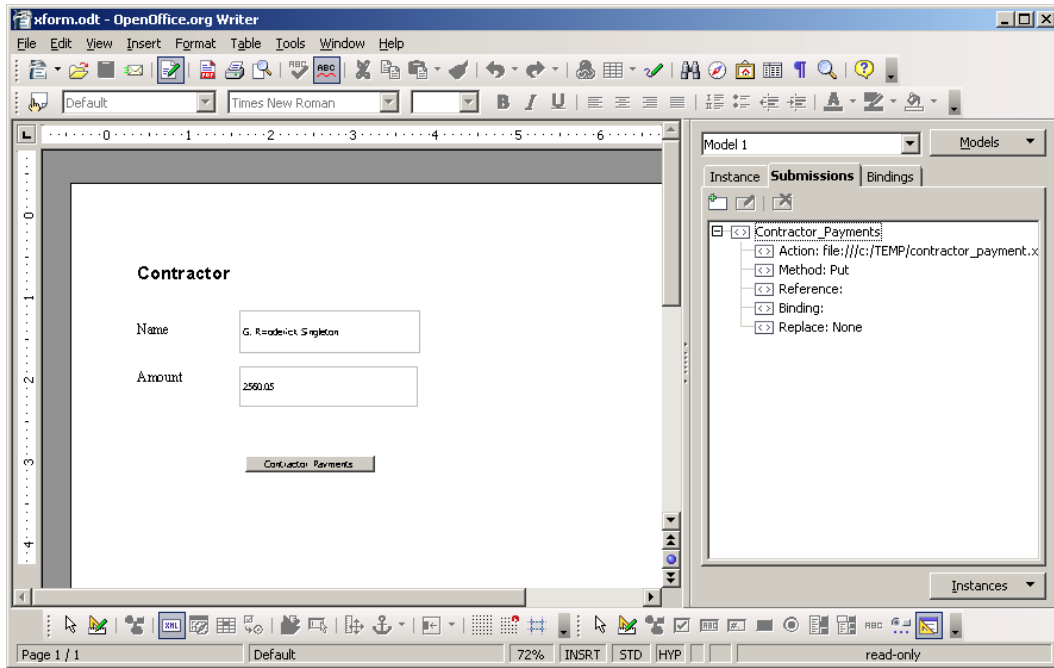 xform.odt - OpenOffice.org Writer
File Edit View Insert Format Table Tools Window Help
Default Times New Roman B I U
0 1 2 3 4 5 6
Model 1 Models
Instance Submissions Bindings
Contractor_Payments
Action: file:///c:/TEMP/contractor_payment.x
Method: Put
Reference:
Binding:
Replace: None
Contractor
Name G. Roderick Singleton
Amount 2560.05
Contractor Payments
Instances
Page 1 / 1 Default 72% INSRT STD HYP read-only